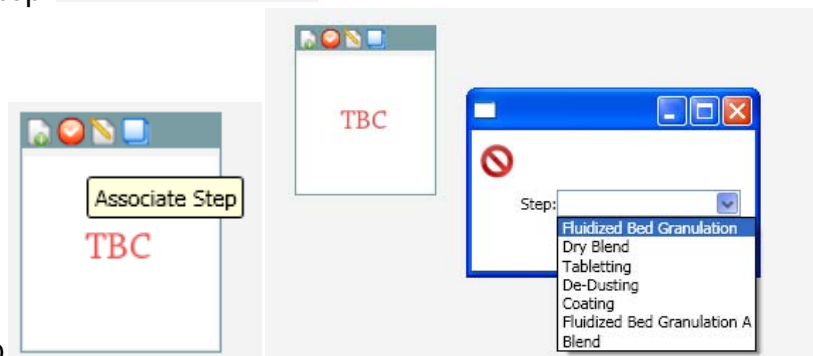 TBC
Associate Step
TBC
Step:
Fluidized Bed Granulation
Dry Blend
Tabletting
De-Dusting
Coating
Fluidized Bed Granulation A
Blend